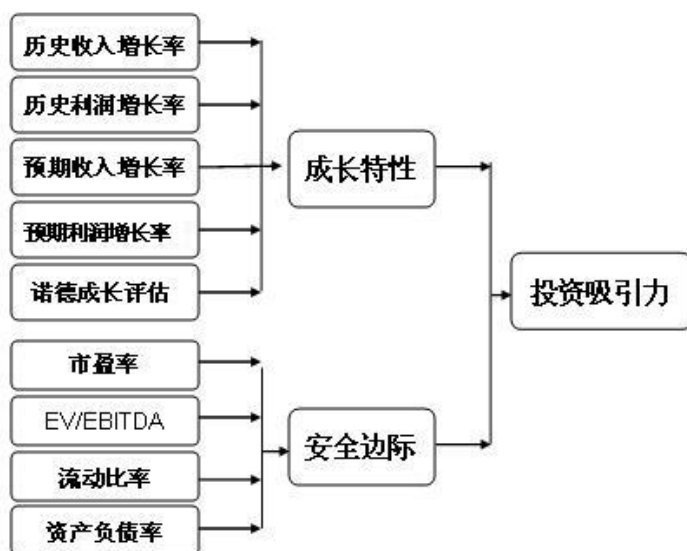 历史收入增长率
历史利润增长率
预期收入增长率
成长特性
预期利润增长率
诺德成长评估
投资吸引力
市盈率
EV/EBITDA
安全边际
流动比率
资产负债率